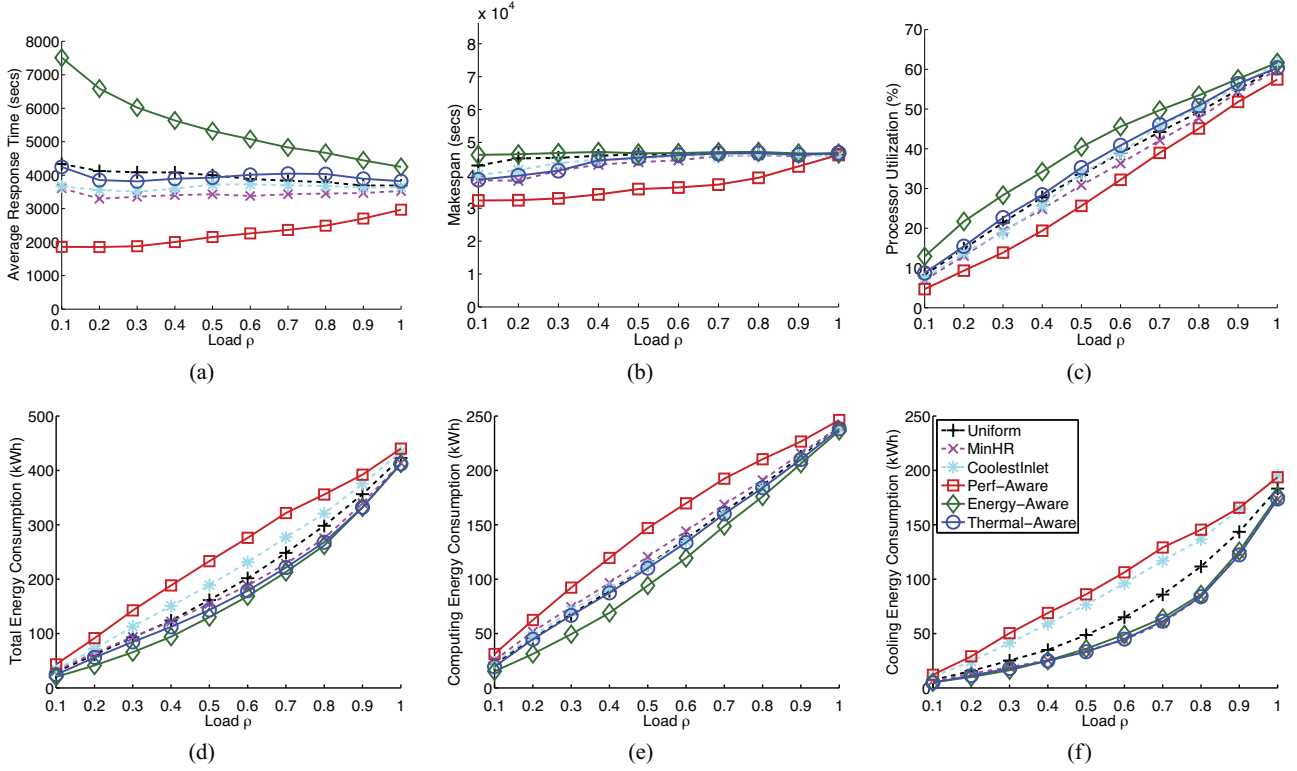 8000
7000
6000
5000
4000
3000
2000
1000
0
Average Response Time (secs)
0.1 0.2 0.3 0.4 0.5 0.6 0.7 0.8 0.9 1
Load ρ
(a)
x 10^4
8
7
6
5
4
3
2
1
0
Makespan (secs)
0.1 0.2 0.3 0.4 0.5 0.6 0.7 0.8 0.9 1
Load ρ
(b)
70
60
50
40
30
20
10
0
Processor Utilization (%)
0.1 0.2 0.3 0.4 0.5 0.6 0.7 0.8 0.9 1
Load ρ
(c)
500
400
300
200
100
0
Total Energy Consumption (kWh)
0.1 0.2 0.3 0.4 0.5 0.6 0.7 0.8 0.9 1
Load ρ
(d)
250
200
150
100
50
0
Computing Energy Consumption (kWh)
0.1 0.2 0.3 0.4 0.5 0.6 0.7 0.8 0.9 1
Load ρ
(e)
250
200
150
100
50
0
Cooling Energy Consumption (kWh)
Uniform
MinHR
CoolestInlet
Perf-Aware
Energy-Aware
Thermal-Aware
0.1 0.2 0.3 0.4 0.5 0.6 0.7 0.8 0.9 1
Load ρ
(f)